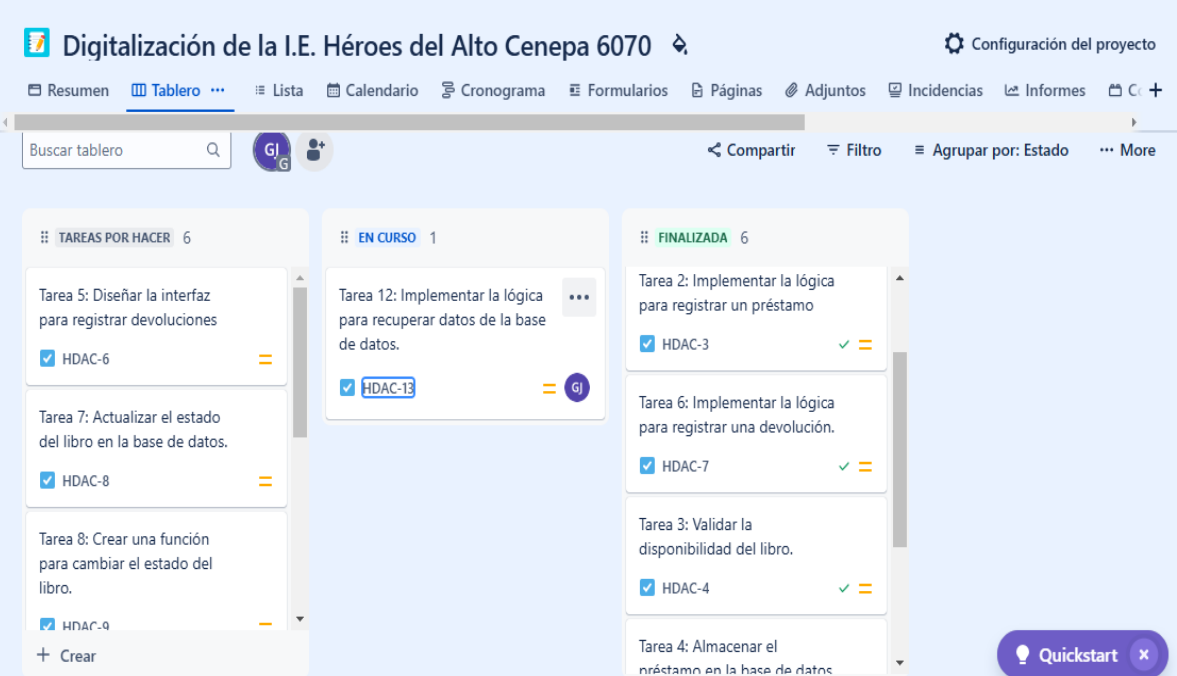 Digitalización de la I.E. Héroes del Alto Cenepa 6070
Configuración del proyecto
Resumen
Tablero
Lista
Calendario
Cronograma
Formularios
Páginas
Adjuntos
Incidencias
Informes
Buscar tablero
GJ
G
Compartir
Filtro
Agrupar por: Estado
More
TAREAS POR HACER 6
Tarea 5: Diseñar la interfaz
para registrar devoluciones
HDAC-6
Tarea 7: Actualizar el estado
del libro en la base de datos.
HDAC-8
Tarea 8: Crear una función
para cambiar el estado del
libro.
HDAC-9
+ Crear
EN CURSO 1
Tarea 12: Implementar la lógica
para recuperar datos de la base
de datos.
HDAC-13
GJ
FINALIZADA 6
Tarea 2: Implementar la lógica
para registrar un préstamo
HDAC-3
Tarea 6: Implementar la lógica
para registrar una devolución.
HDAC-7
Tarea 3: Validar la
disponibilidad del libro.
HDAC-4
Tarea 4: Almacenar el
préstamo en la base de datos
Quickstart